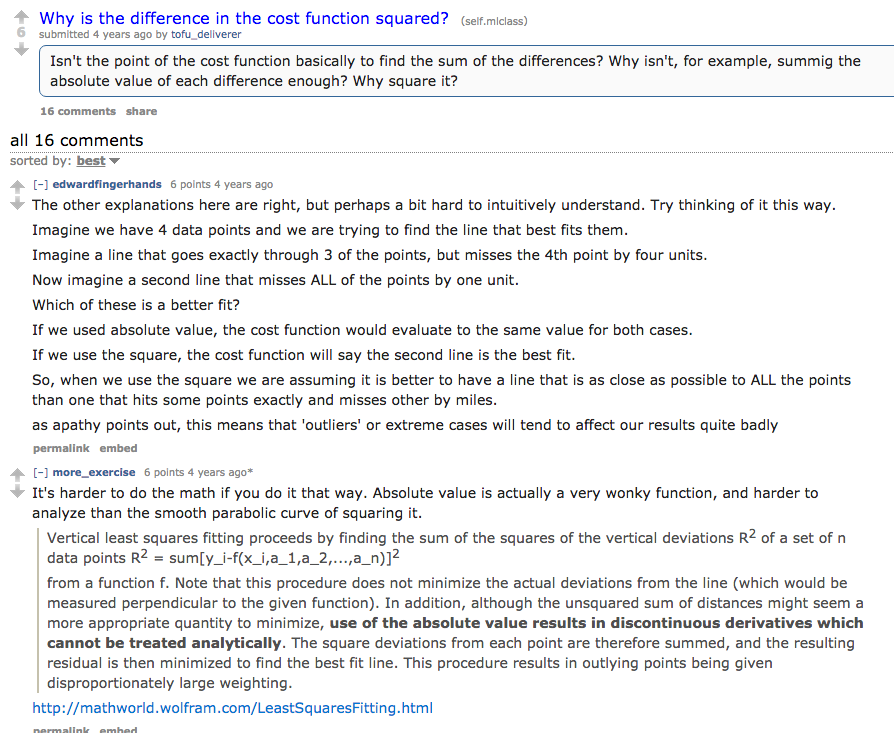 Why is the difference in the cost function squared? (self.mlclass)
6
submitted 4 years ago by tofu_deliverer
Isn't the point of the cost function basically to find the sum of the differences? Why isn't, for example, summig the
absolute value of each difference enough? Why square it?
16 comments share
all 16 comments
sorted by: best
[-] edwardfingerhands 6 points 4 years ago
The other explanations here are right, but perhaps a bit hard to intuitively understand. Try thinking of it this way.
Imagine we have 4 data points and we are trying to find the line that best fits them.
Imagine a line that goes exactly through 3 of the points, but misses the 4th point by four units.
Now imagine a second line that misses ALL of the points by one unit.
Which of these is a better fit?
If we used absolute value, the cost function would evaluate to the same value for both cases.
If we use the square, the cost function will say the second line is the best fit.
So, when we use the square we are assuming it is better to have a line that is as close as possible to ALL the points
than one that hits some points exactly and misses other by miles.
as apathy points out, this means that 'outliers' or extreme cases will tend to affect our results quite badly
permalink embed
[-] more_exercise 6 points 4 years ago*
It's harder to do the math if you do it that way. Absolute value is actually a very wonky function, and harder to
analyze than the smooth parabolic curve of squaring it.
Vertical least squares fitting proceeds by finding the sum of the squares of the vertical deviations R² of a set of n
data points R² = sum[y_i-f(x_i,a_1,a_2,...,a_n)]²
from a function f. Note that this procedure does not minimize the actual deviations from the line (which would be
measured perpendicular to the given function). In addition, although the unsquared sum of distances might seem a
more appropriate quantity to minimize, use of the absolute value results in discontinuous derivatives which
cannot be treated analytically. The square deviations from each point are therefore summed, and the resulting
residual is then minimized to find the best fit line. This procedure results in outlying points being given
disproportionately large weighting.
http://mathworld.wolfram.com/LeastSquaresFitting.html
permalink embed